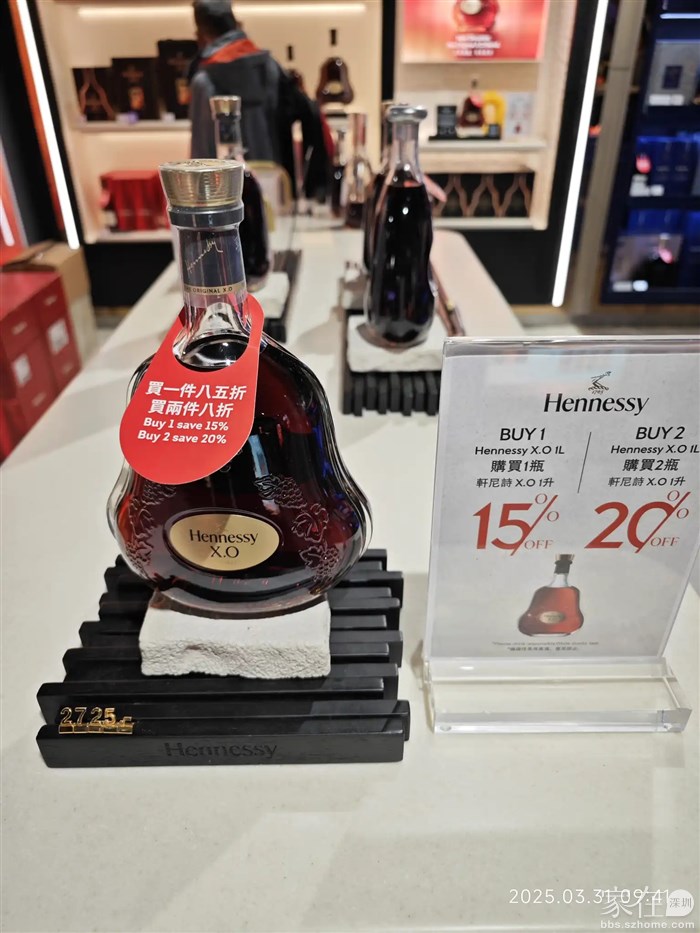 ORIGINAL X.O
買一件八五折
買兩件八折
Buy 1 save 15%
Buy 2 save 20%
Hennessy
X.O
2725
Hennessy
Hennessy
BUY 1
Hennessy X.O 1L
購買1瓶
軒尼詩 X.O 1升
15%
OFF
BUY 2
Hennessy X.O 1L
購買2瓶
軒尼詩 X.O 1升
20%
OFF
2025.03.31 09:41
家在深圳
bbs.szhome.com